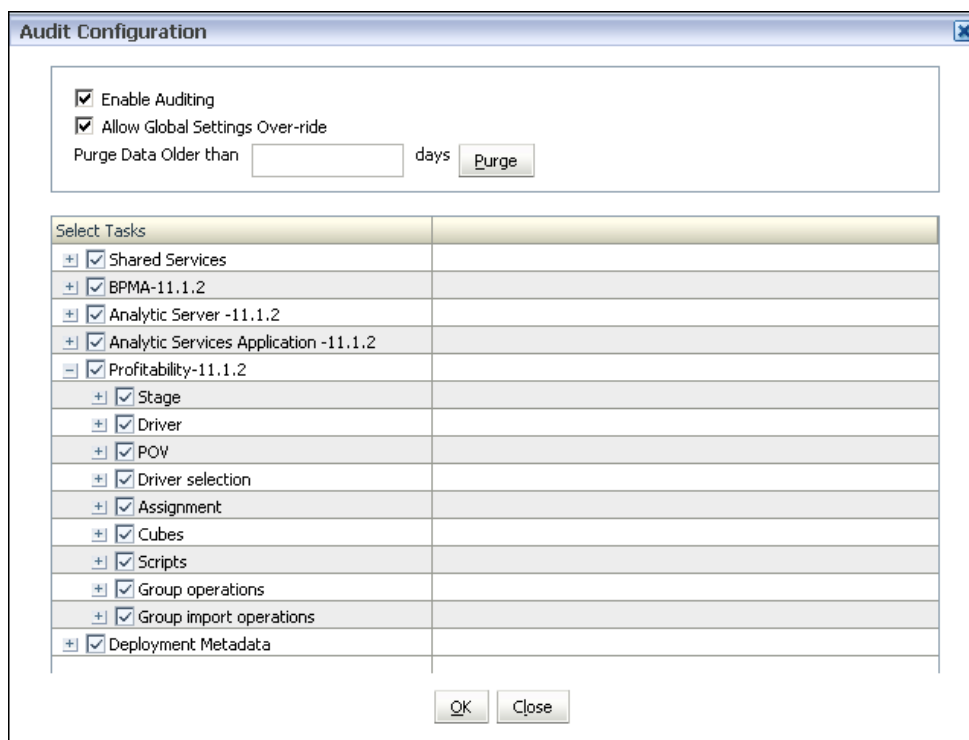 Audit Configuration
Enable Auditing
Allow Global Settings Over-ride
Purge Data Older than days Purge
Select Tasks
Shared Services
BPMA-11.1.2
Analytic Server -11.1.2
Analytic Services Application -11.1.2
Profitability-11.1.2
Stage
Driver
POV
Driver selection
Assignment
Cubes
Scripts
Group operations
Group import operations
Deployment Metadata
OK Close